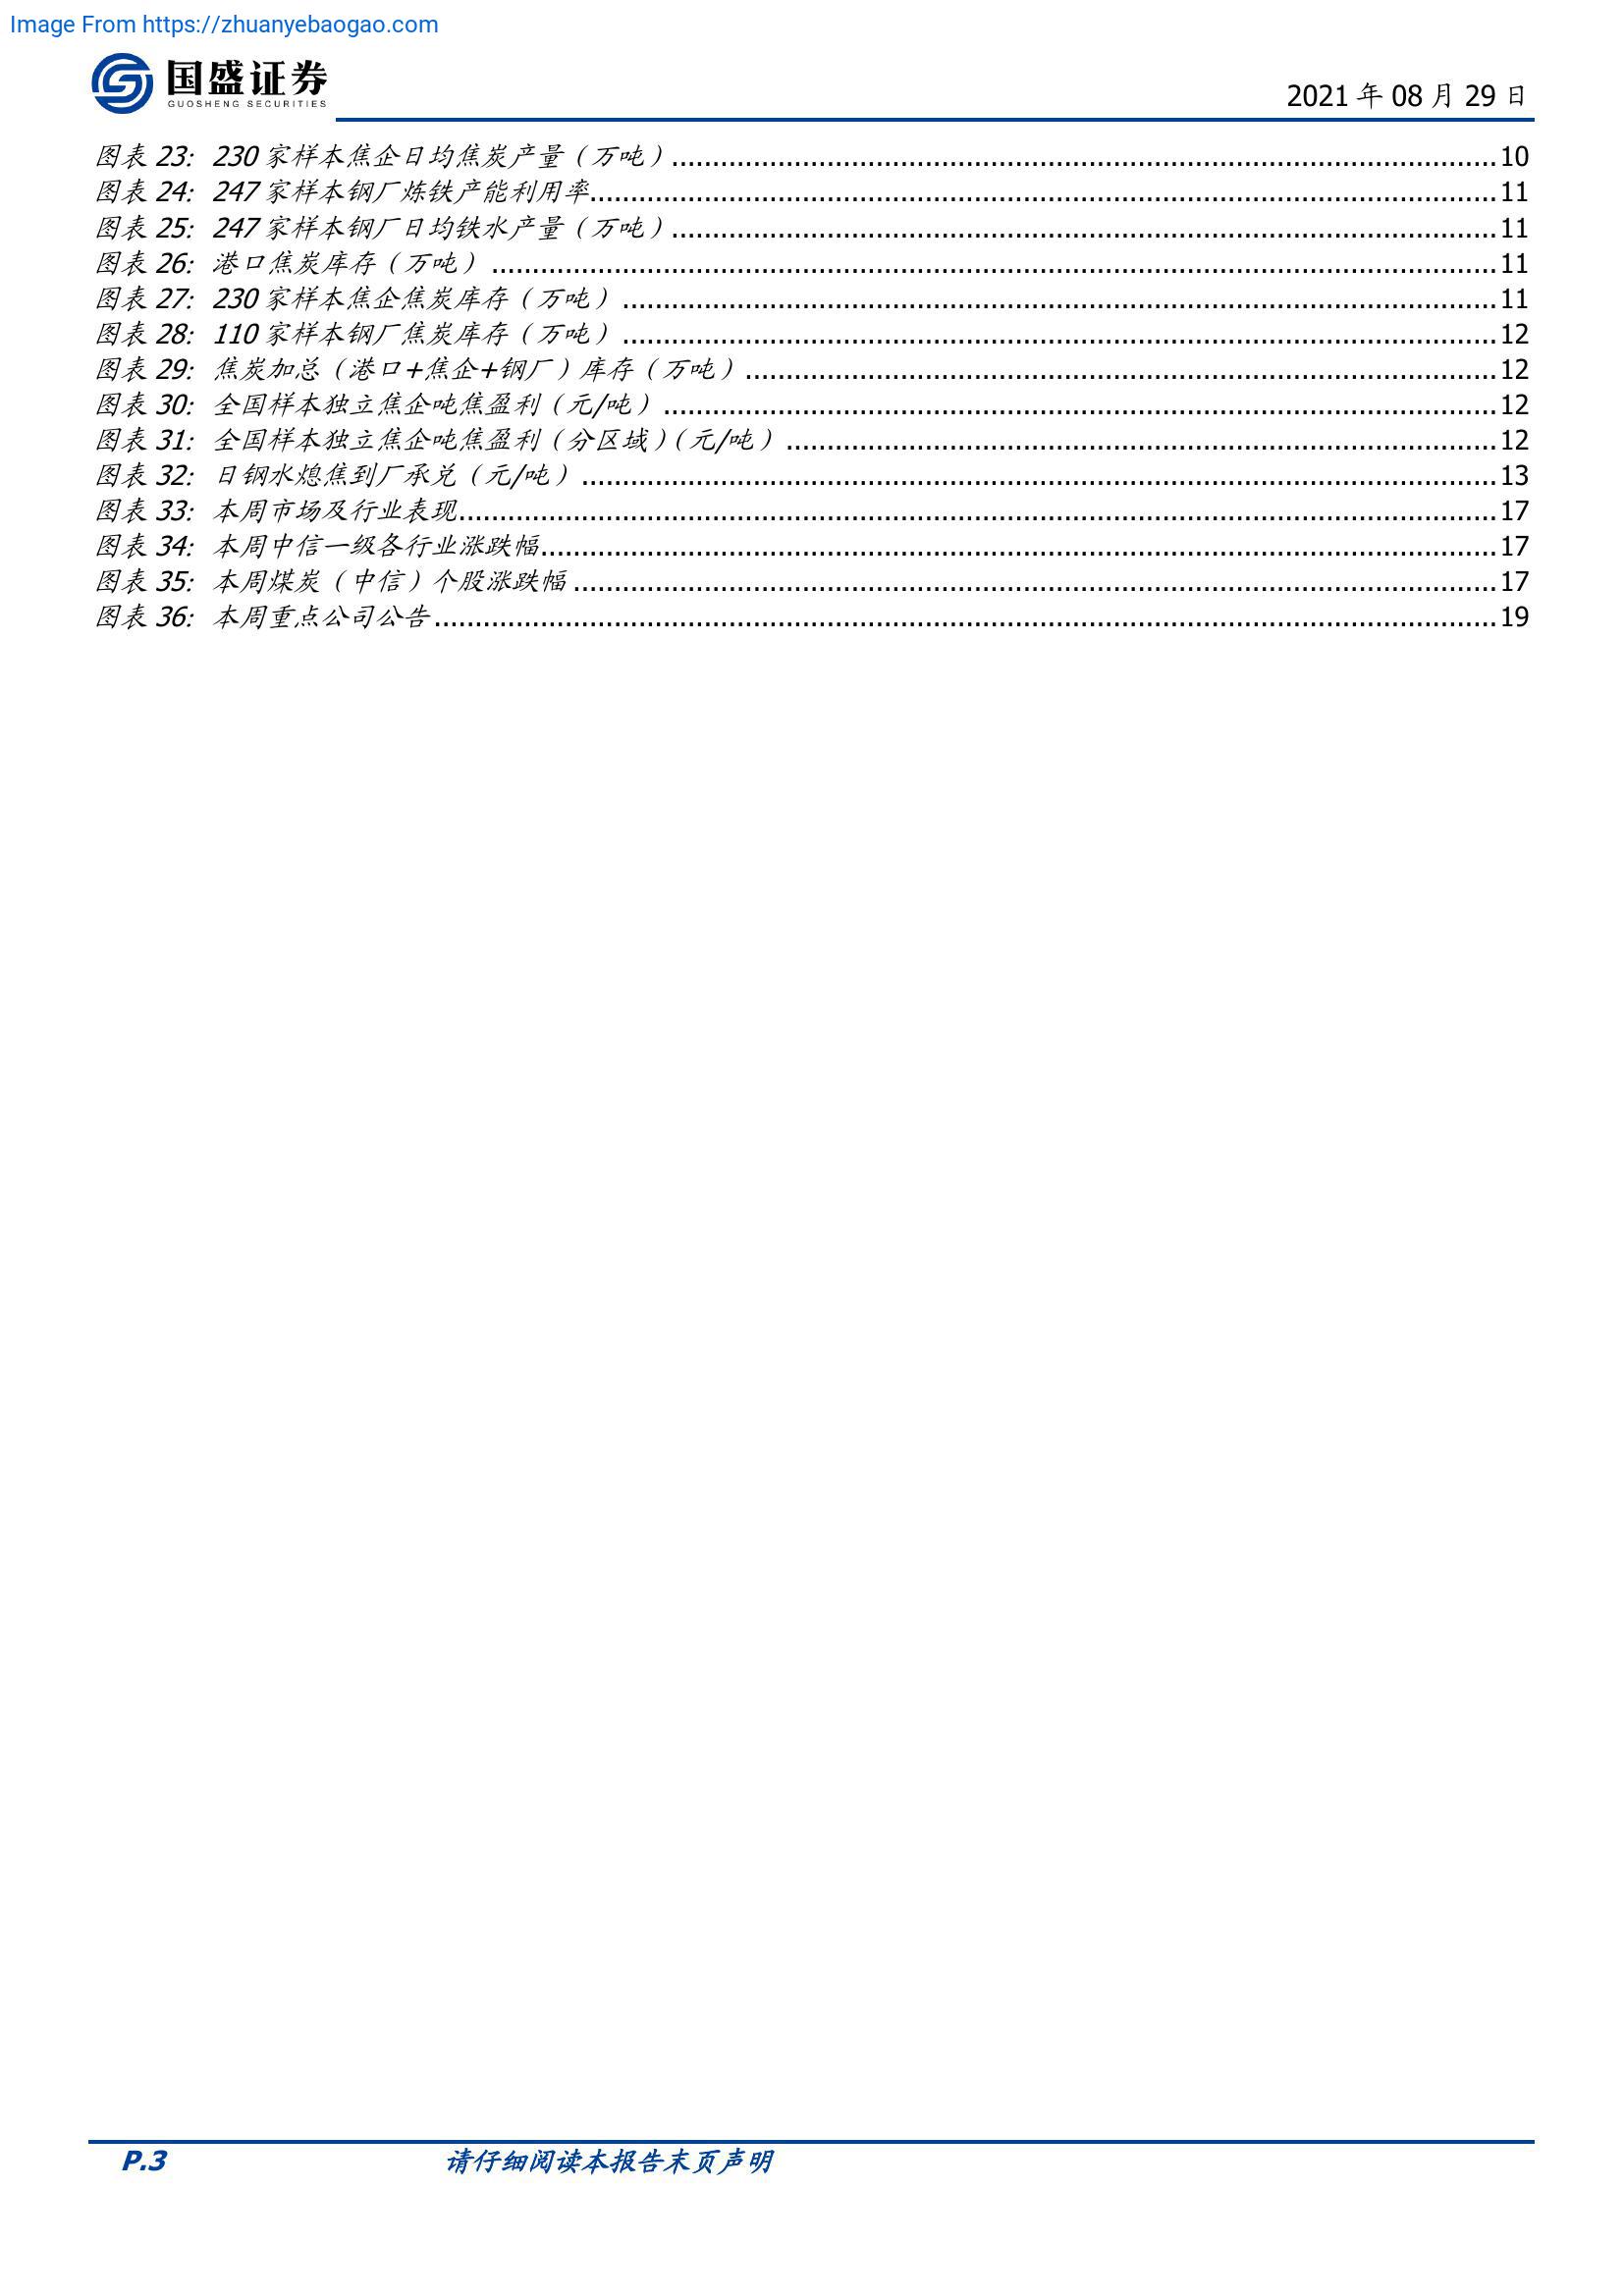 Image From https://zhuanyebaogao.com
国盛证券
GUOSHENG SECURITIES
2021 年 08 月 29 日
图表 23: 230 家样本焦企日均焦炭产量（万吨）....................10
图表 24: 247 家样本钢厂炼铁产能利用率....................11
图表 25: 247 家样本钢厂日均铁水产量（万吨）....................11
图表 26: 港口焦炭库存（万吨）....................11
图表 27: 230 家样本焦企焦炭库存（万吨）....................11
图表 28: 110 家样本钢厂焦炭库存（万吨）....................12
图表 29: 焦炭加总（港口+焦企+钢厂）库存（万吨）....................12
图表 30: 全国样本独立焦企吨焦盈利（元/吨）....................12
图表 31: 全国样本独立焦企吨焦盈利（分区域）（元/吨）....................12
图表 32: 日钢水熄焦到厂承兑（元/吨）....................13
图表 33: 本周市场及行业表现....................17
图表 34: 本周中信一级各行业涨跌幅....................17
图表 35: 本周煤炭（中信）个股涨跌幅....................17
图表 36: 本周重点公司公告....................19
P.3
请仔细阅读本报告末页声明